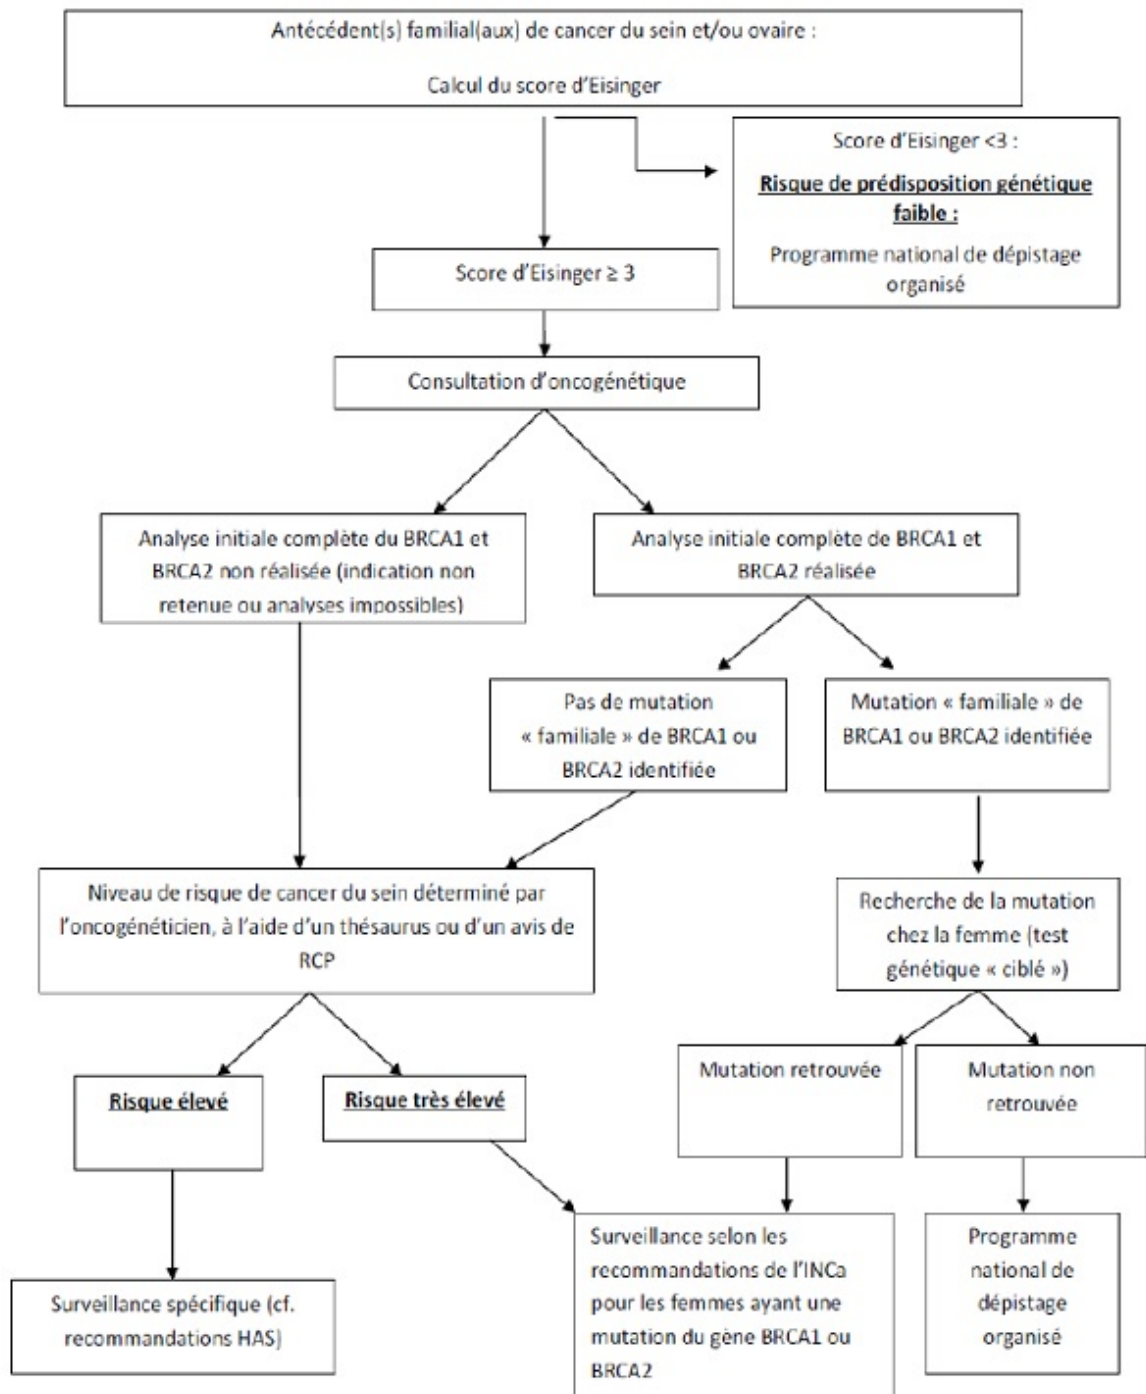 Antécédent(s) familial(aux) de cancer du sein et/ou ovaire :
Calcul du score d'Eisinger
Score d'Eisinger <3 :
Risque de prédisposition génétique
faible :
Programme national de dépistage
organisé
Score d'Eisinger ≥ 3
Consultation d'oncogénétique
Analyse initiale complète du BRCA1 et
BRCA2 non réalisée (indication non
retenue ou analyses impossibles)
Analyse initiale complète de BRCA1 et
BRCA2 réalisée
Pas de mutation
« familiale » de BRCA1 ou
BRCA2 identifiée
Mutation « familiale » de
BRCA1 ou BRCA2 identifiée
Niveau de risque de cancer du sein déterminé par
l'oncogénéticien, à l'aide d'un thésaurus ou d'un avis de
RCP
Recherche de la mutation
chez la femme (test
génétique « ciblé »)
Risque élevé
Risque très élevé
Mutation retrouvée
Mutation non
retrouvée
Surveillance spécifique (cf.
recommandations HAS)
Surveillance selon les
recommandations de l'INCa
pour les femmes ayant une
mutation du gène BRCA1 ou
BRCA2
Programme
national de
dépistage
organisé